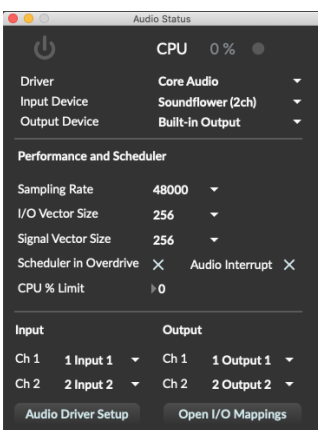 Audio Status
CPU 0 %
Driver Core Audio
Input Device Soundflower (2ch)
Output Device Built-in Output
Performance and Scheduler
Sampling Rate 48000
I/O Vector Size 256
Signal Vector Size 256
Scheduler in Overdrive X Audio Interrupt X
CPU % Limit 0
Input Output
Ch 1 1 Input 1 Ch 1 1 Output 1
Ch 2 2 Input 2 Ch 2 2 Output 2
Audio Driver Setup Open I/O Mappings